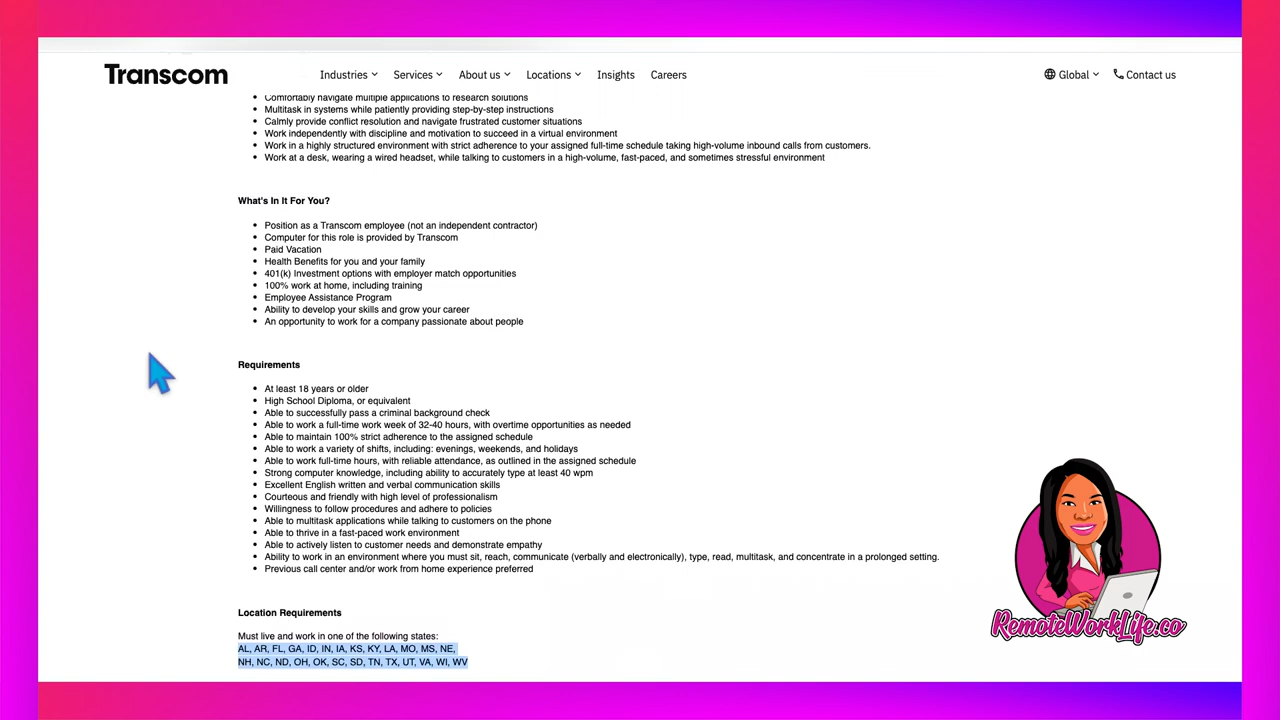 Transcom
Industries
Services
About us
Locations
Insights
Careers
Global
Contact us
Comfortably navigate multiple applications to research solutions
Multitask in systems while patiently providing step-by-step instructions
Calmly provide conflict resolution and navigate frustrated customer situations
Work independently with discipline and motivation to succeed in a virtual environment
Work in a highly structured environment with strict adherence to your assigned full-time schedule taking high-volume inbound calls from customers.
Work at a desk, wearing a wired headset, while talking to customers in a high-volume, fast-paced, and sometimes stressful environment
What's In It For You?
Position as a Transcom employee (not an independent contractor)
Computer for this role is provided by Transcom
Paid Vacation
Health Benefits for you and your family
401(k) Investment options with employer match opportunities
100% work at home, including training
Employee Assistance Program
Ability to develop your skills and grow your career
An opportunity to work for a company passionate about people
Requirements
At least 18 years or older
High School Diploma, or equivalent
Able to successfully pass a criminal background check
Able to work a full-time work week of 32-40 hours, with overtime opportunities as needed
Able to maintain 100% strict adherence to the assigned schedule
Able to work a variety of shifts, including: evenings, weekends, and holidays
Able to work full-time hours, with reliable attendance, as outlined in the assigned schedule
Strong computer knowledge, including ability to accurately type at least 40 wpm
Excellent English written and verbal communication skills
Courteous and friendly with high level of professionalism
Willingness to follow procedures and adhere to policies
Able to multitask applications while talking to customers on the phone
Able to thrive in a fast-paced work environment
Able to actively listen to customer needs and demonstrate empathy
Ability to work in an environment where you must sit, reach, communicate (verbally and electronically), type, read, multitask, and concentrate in a prolonged setting.
Previous call center and/or work from home experience preferred
Location Requirements
Must live and work in one of the following states:
AL, AR, FL, GA, ID, IN, IA, KS, KY, LA, MO, MS, NE,
NH, NC, ND, OH, OK, SC, SD, TN, TX, UT, VA, WI, WV
RemoteWorkLife.co